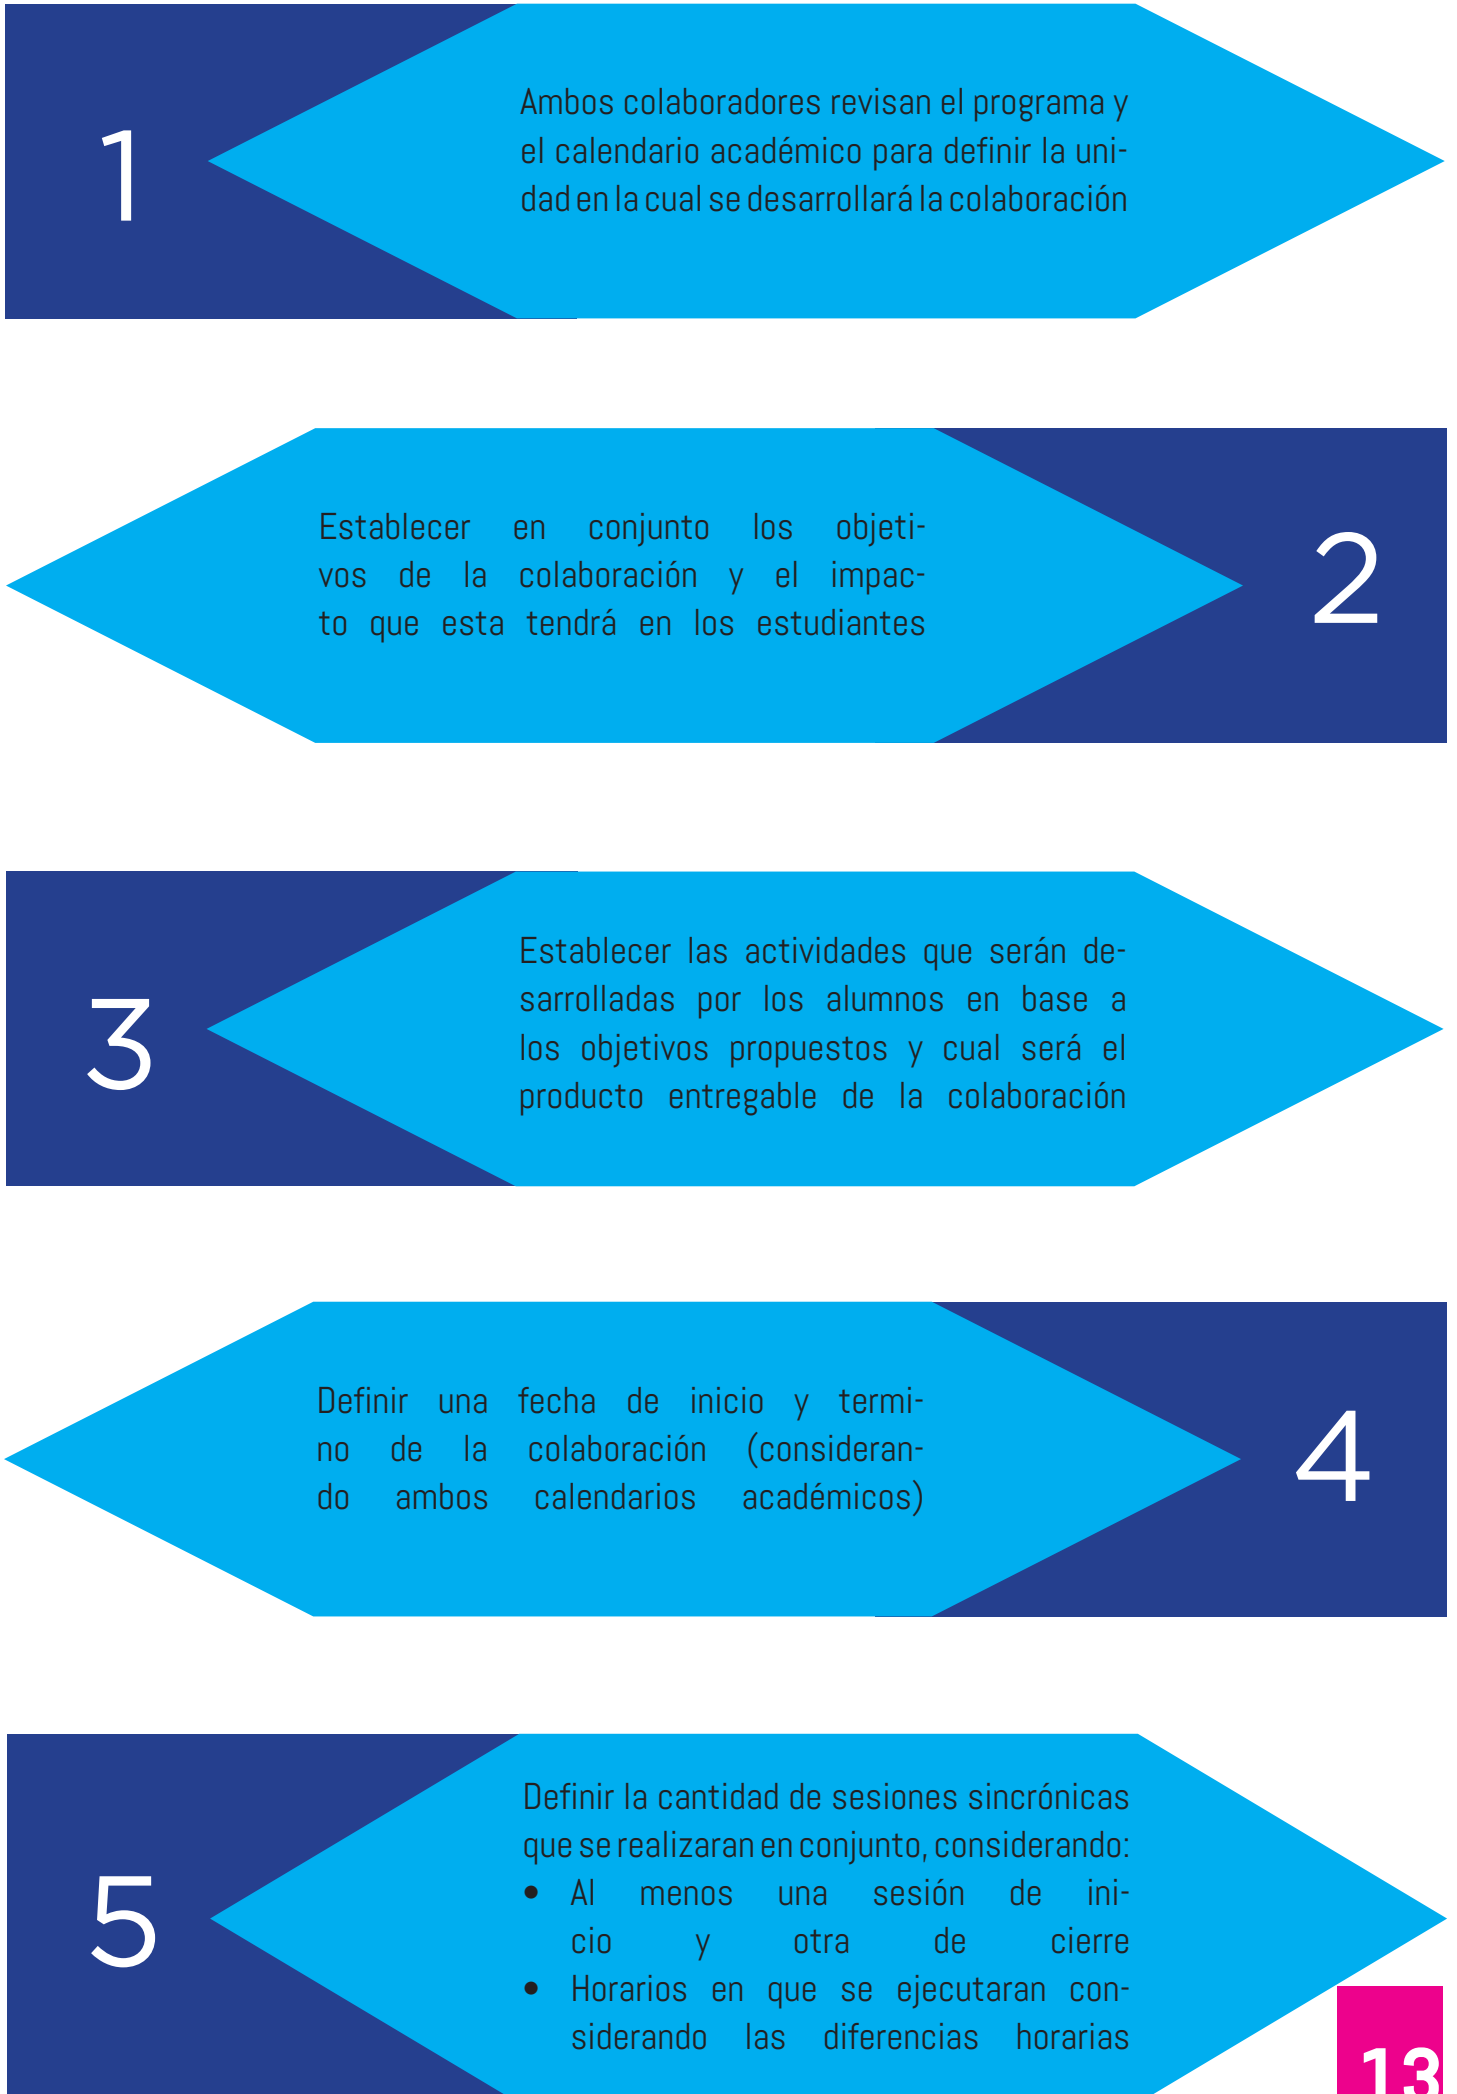 1
Ambos colaboradores revisan el programa y
el calendario académico para definir la uni-
dad en la cual se desarrollará la colaboración
Establecer en conjunto los objeti-
vos de la colaboración y el impac-
to que esta tendrá en los estudiantes
2
3
Establecer las actividades que serán de-
sarrolladas por los alumnos en base a
los objetivos propuestos y cual será el
producto entregable de la colaboración
Definir una fecha de inicio y termi-
no de la colaboración (consideran-
do ambos calendarios académicos)
4
5
Definir la cantidad de sesiones sincrónicas
que se realizaran en conjunto, considerando:
• Al menos una sesión de ini-
cio y otra de cierre
• Horarios en que se ejecutaran con-
siderando las diferencias horarias
13